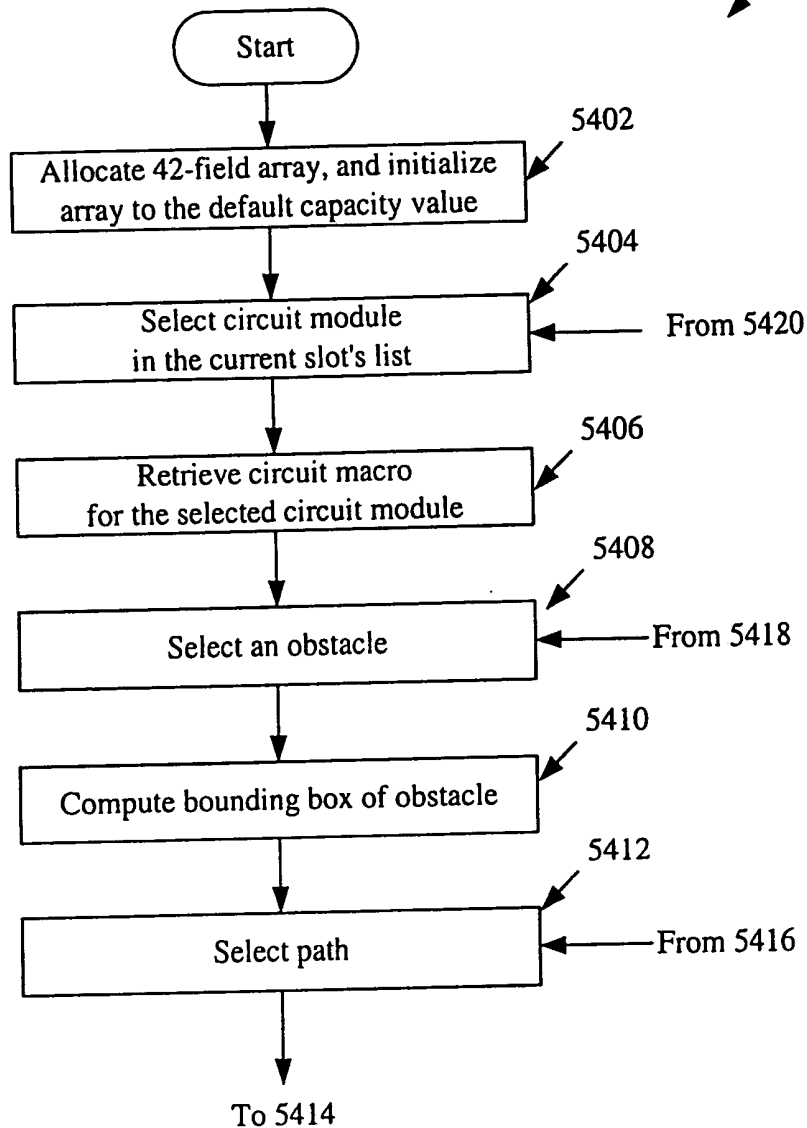 Start
5402
Allocate 42-field array, and initialize
array to the default capacity value
5404
Select circuit module
in the current slot's list
From 5420
5406
Retrieve circuit macro
for the selected circuit module
5408
Select an obstacle
From 5418
5410
Compute bounding box of obstacle
5412
Select path
From 5416
To 5414